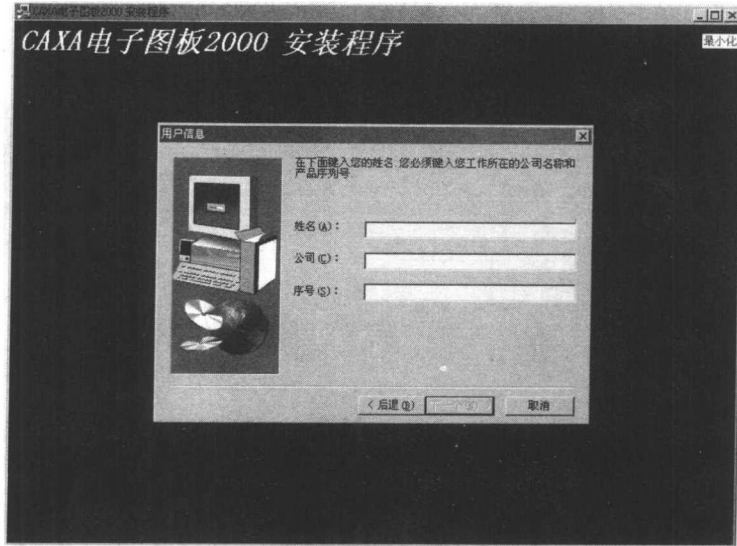 CAXA电子图板2000 安装程序
CAXA电子图板2000 安装程序
最小化
用户信息
在下面键入您的姓名.您必须键入您工作所在的公司名称和
产品序列号
姓名(A)：
公司(C)：
序号(S)：
< 后退(B)
取消